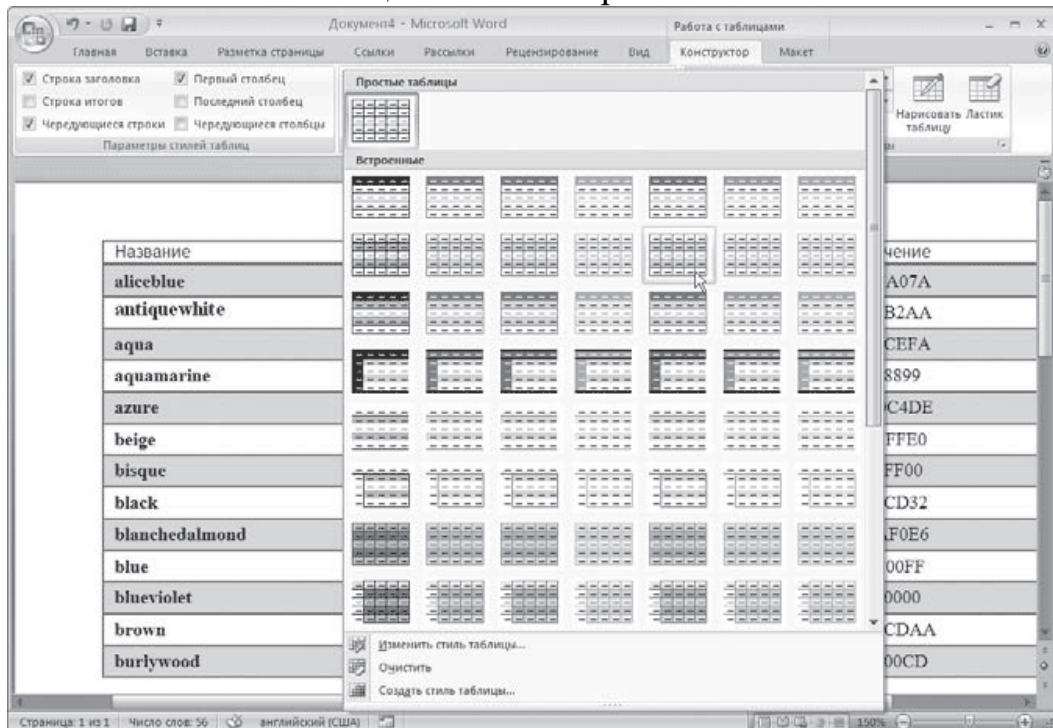 Документ4 - Microsoft Word
Работа с таблицами
Главная Вставка Разметка страницы Ссылки Рассылки Рецензирование Вид Конструктор Макет
Строка заголовка Первый столбец
Строка итогов Последний столбец
Чередующиеся строки Чередующиеся столбцы
Параметры стилей таблиц
Простые таблицы
Встроенные
Нарисовать таблицу
Ластик
Название
aliceblue A07A
antiquewhite B2AA
aqua CEFA
aquamarine 8899
azure C4DE
beige FFE0
bisque FF00
black CD32
blanchedalmond F0E6
blue 00FF
blueviolet 0000
brown CDAA
burlywood 00CD
Изменить стиль таблицы...
Очистить
Создать стиль таблицы...
Страница: 1 из 1 Число слов: 56 английский (США) 150%